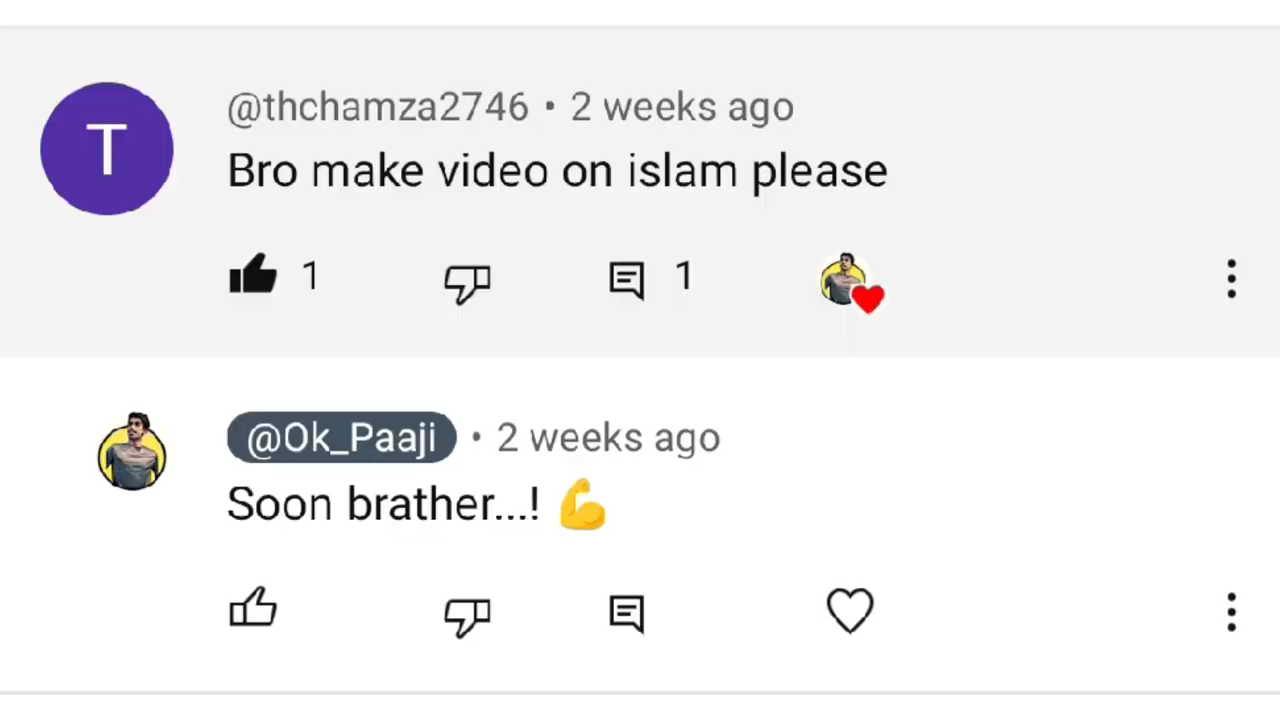 T
@thchamza2746 • 2 weeks ago
Bro make video on islam please
1 1
@Ok_Paaji • 2 weeks ago
Soon brather...! 💪